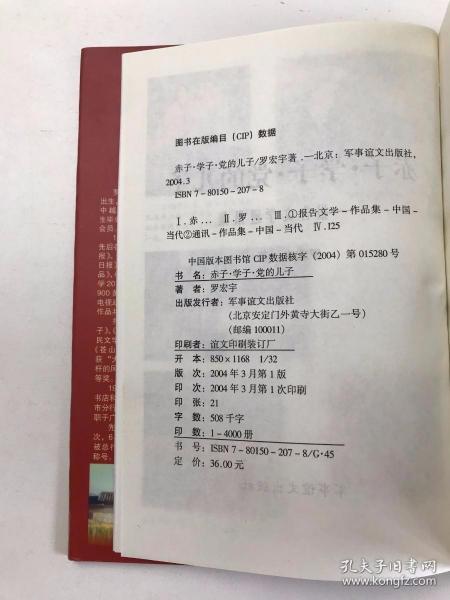 图书在版编目（CIP）数据
赤子·学子·党的儿子/罗宏宇著.—北京：军事谊文出版社,
2004.3
ISBN 7-80150-207-8
Ⅰ.赤… Ⅱ.罗… Ⅲ.①报告文学-作品集-中国-
当代②通讯-作品集-中国-当代 Ⅳ.I25
中国版本图书馆CIP数据核字（2004）第015280号
书 名：赤子·学子·党的儿子
著 者：罗宏宇
出版发行者：军事谊文出版社
（北京安定门外黄寺大街乙一号）
（邮编100011）
印刷者：谊文印刷装订厂
开 本：850×1168 1/32
版 次：2004年3月第1版
印 次：2004年3月第1次印刷
印 张：21
字 数：508千字
印 数：1-4000册
书 号：ISBN 7-80150-207-8/G·45
定 价：36.00元
孔夫子旧书网
www.kongfz.com